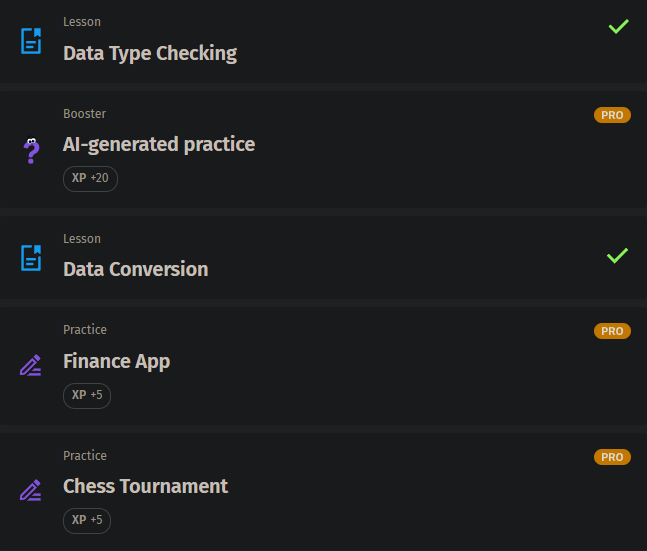 Lesson
Data Type Checking
Booster
PRO
AI-generated practice
XP +20
Lesson
Data Conversion
Practice
PRO
Finance App
XP +5
Practice
PRO
Chess Tournament
XP +5